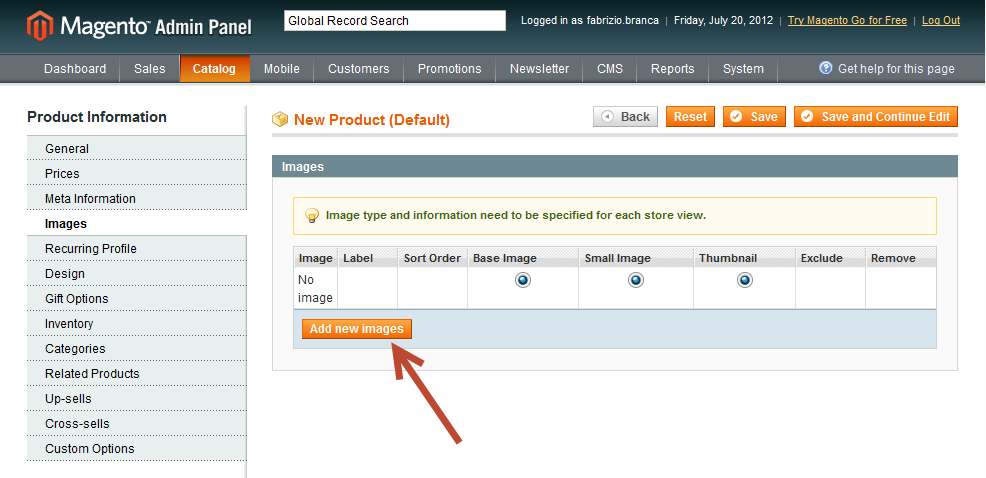 Magento™ Admin Panel
Global Record Search
Logged in as fabrizio.branca | Friday, July 20, 2012 | Try Magento Go for Free | Log Out
Dashboard Sales Catalog Mobile Customers Promotions Newsletter CMS Reports System Get help for this page
Product Information
General
Prices
Meta Information
Images
Recurring Profile
Design
Gift Options
Inventory
Categories
Related Products
Up-sells
Cross-sells
Custom Options
New Product (Default) Back Reset Save Save and Continue Edit
Images
Image type and information need to be specified for each store view.
Image Label Sort Order Base Image Small Image Thumbnail Exclude Remove
No
image
Add new images